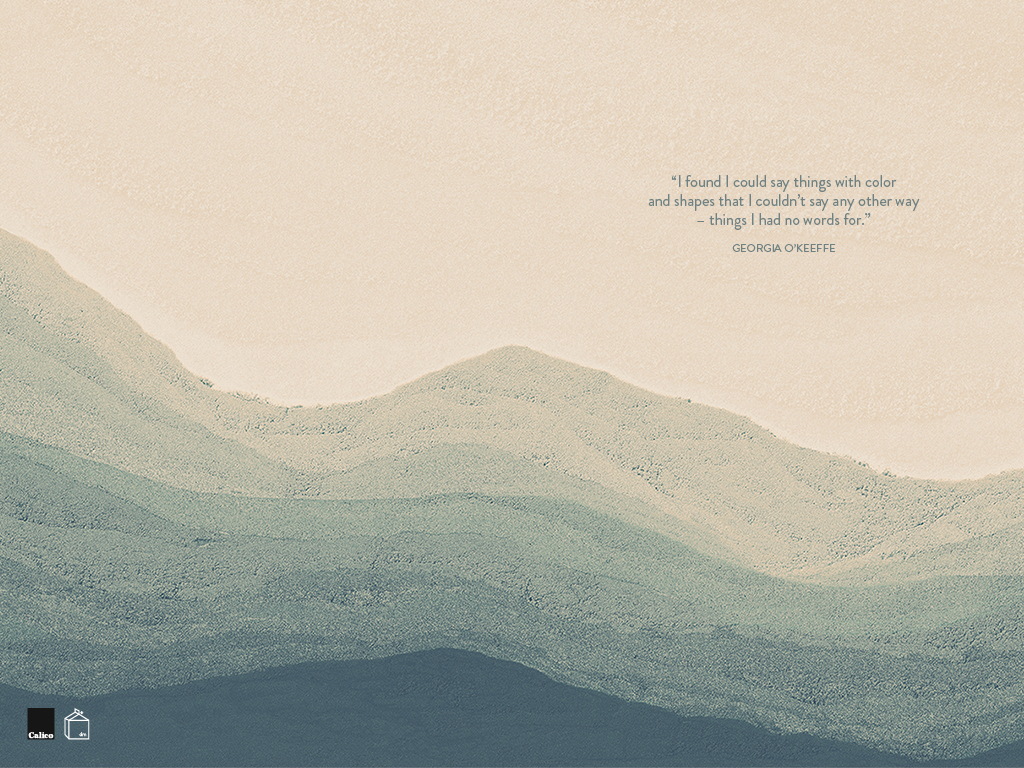 “I found I could say things with color
and shapes that I couldn’t say any other way
– things I had no words for.”
GEORGIA O’KEEFFE
Calico